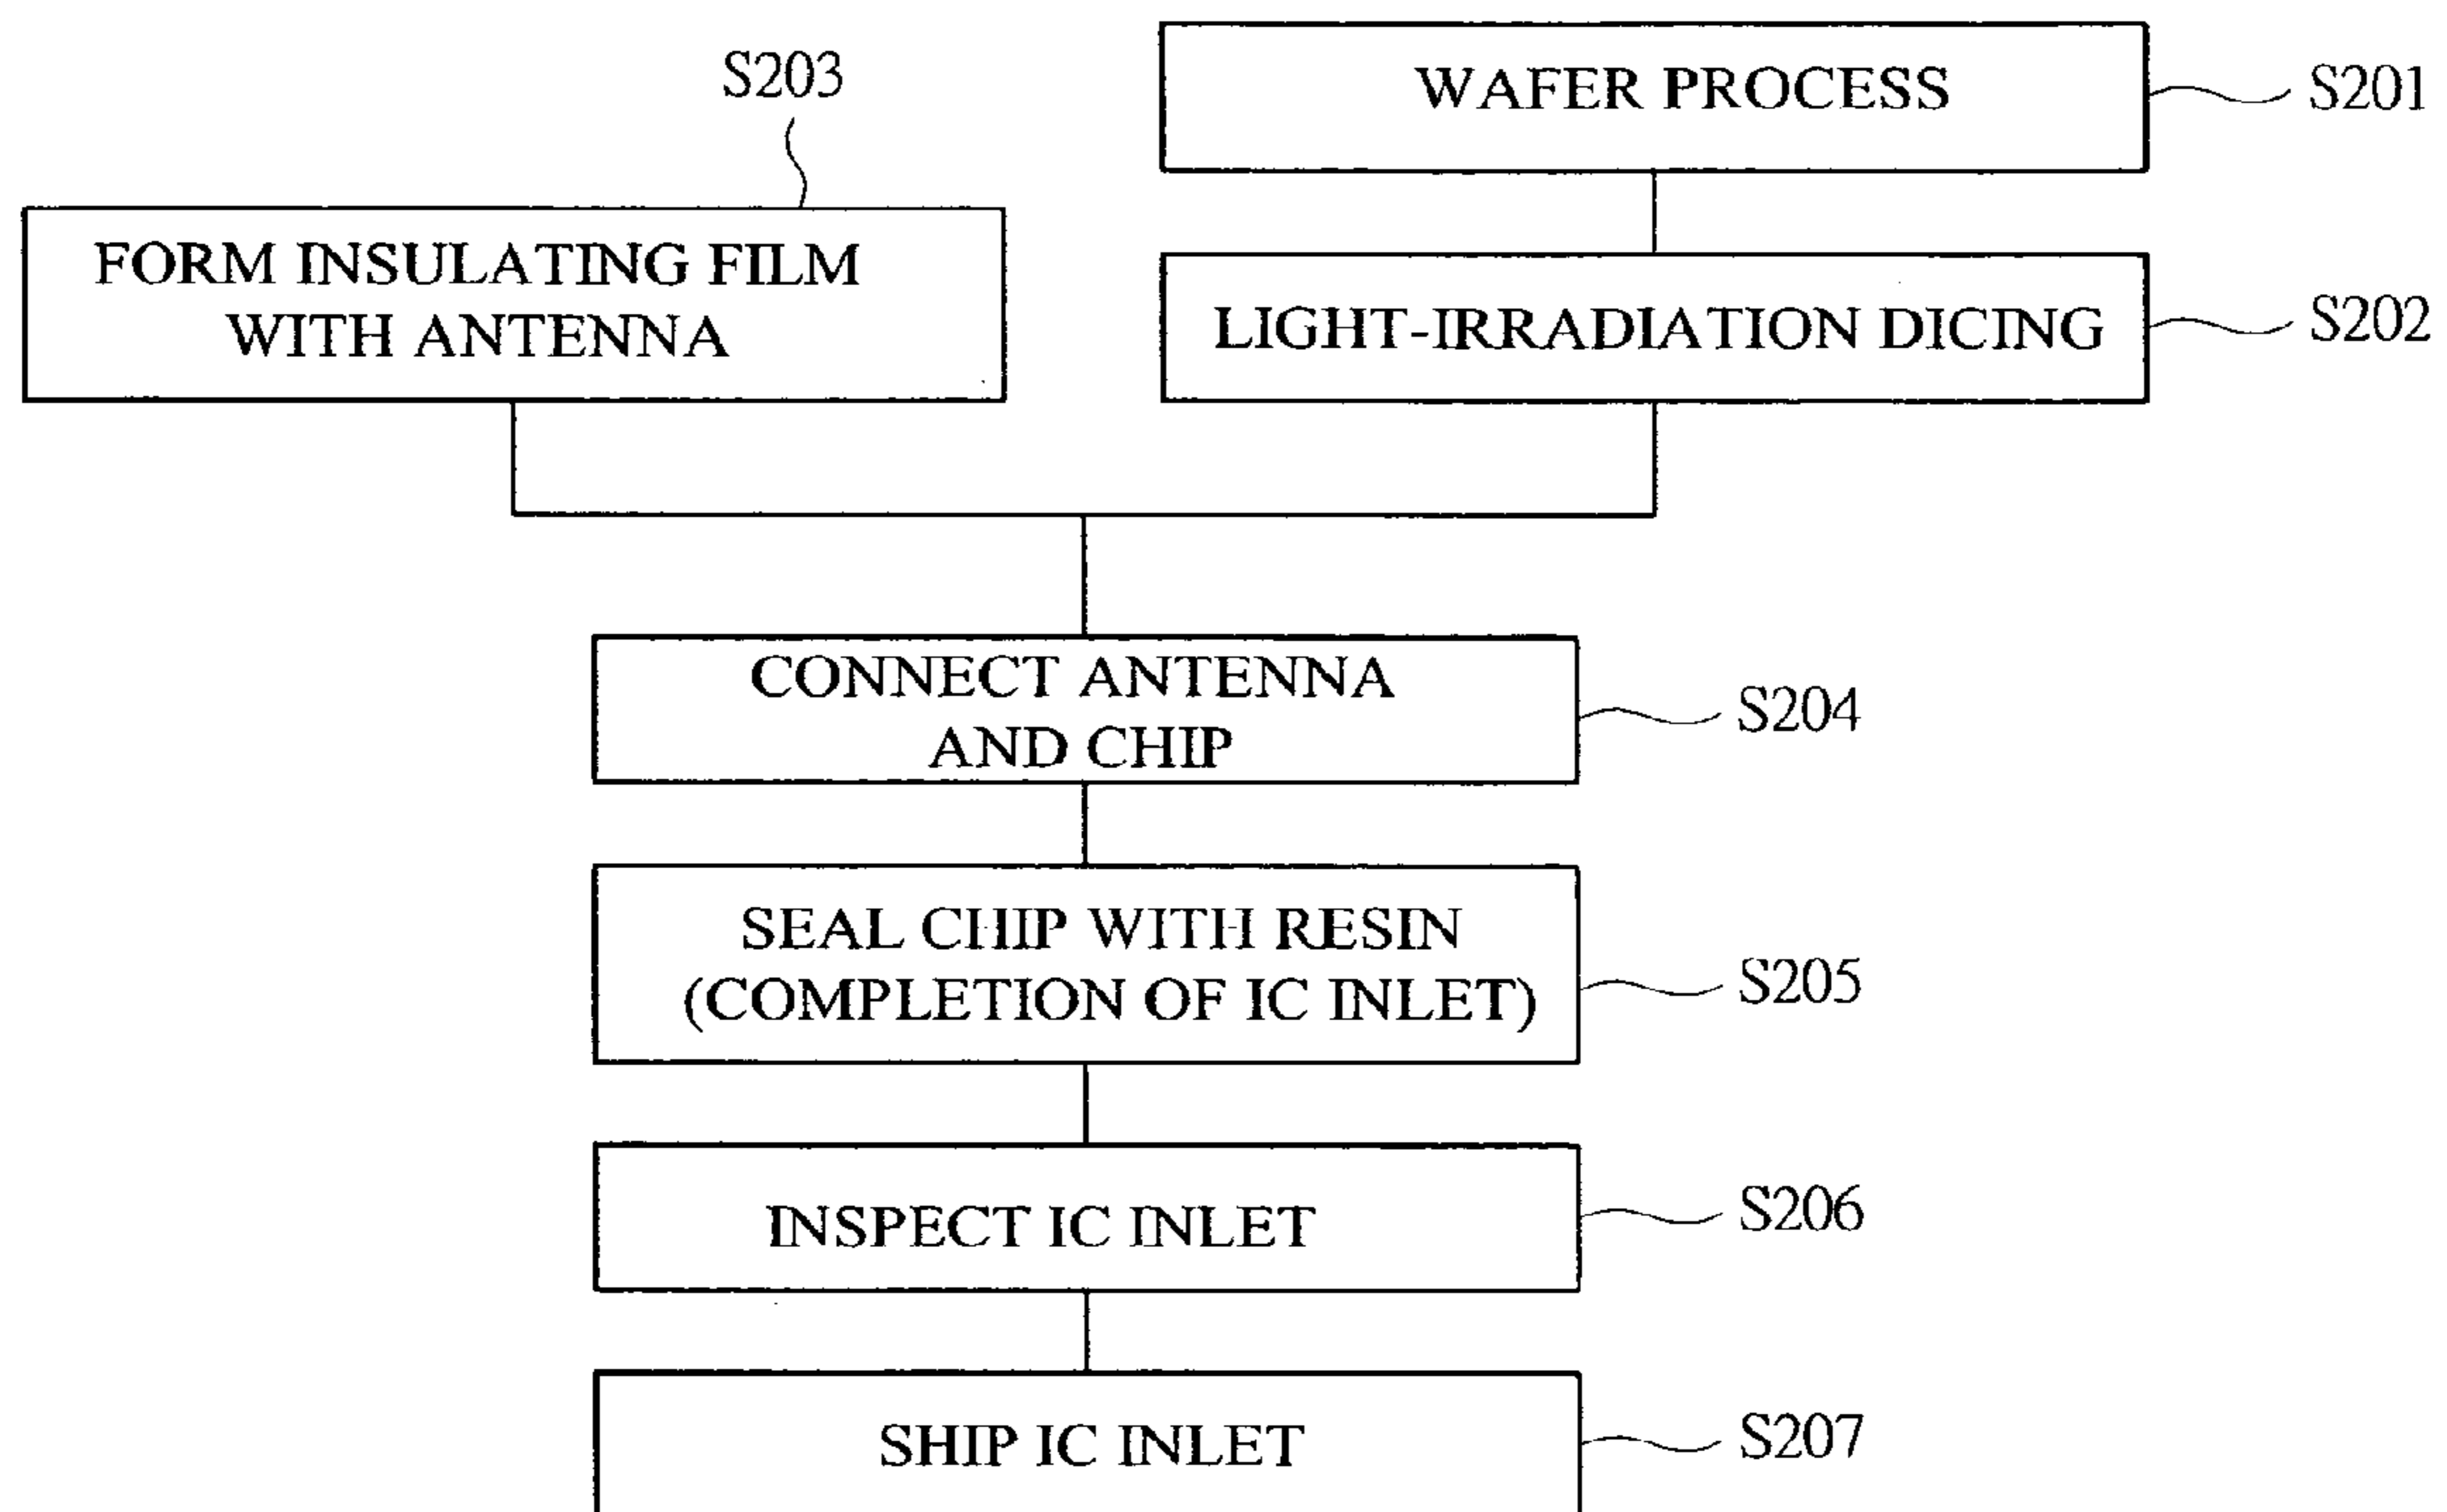 S203
WAFER PROCESS
S201
FORM INSULATING FILM
WITH ANTENNA
LIGHT-IRRADIATION DICING
S202
CONNECT ANTENNA
AND CHIP
S204
SEAL CHIP WITH RESIN
(COMPLETION OF IC INLET)
S205
INSPECT IC INLET
S206
SHIP IC INLET
S207